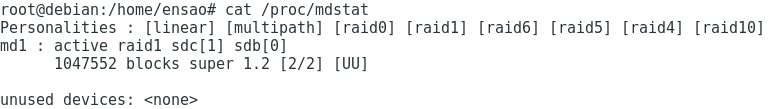 root@debian:/home/ensao# cat /proc/mdstat
Personalities : [linear] [multipath] [raid0] [raid1] [raid6] [raid5] [raid4] [raid10]
md1 : active raid1 sdc[1] sdb[0]
      1047552 blocks super 1.2 [2/2] [UU]

unused devices: <none>